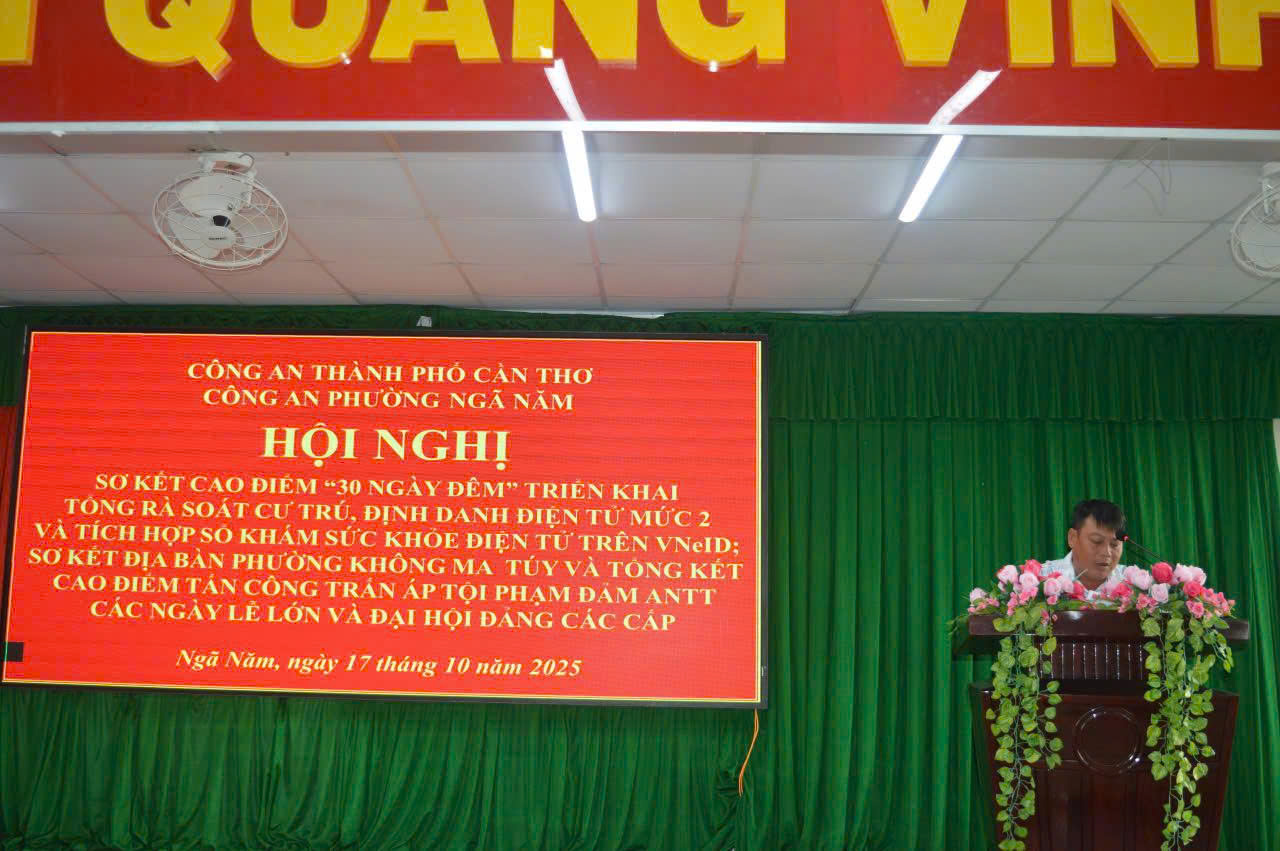 QUANG VINH
CÔNG AN THÀNH PHỐ CẦN THƠ
CÔNG AN PHƯỜNG NGÃ NĂM
HỘI NGHỊ
SƠ KẾT CAO ĐIỂM “30 NGÀY ĐÊM” TRIỂN KHAI
TỔNG RÀ SOÁT CƯ TRÚ, ĐỊNH DANH ĐIỆN TỬ MỨC 2
VÀ TÍCH HỢP SỔ KHÁM SỨC KHỎE ĐIỆN TỬ TRÊN VNeID;
SƠ KẾT ĐỊA BÀN PHƯỜNG KHÔNG MA TÚY VÀ TỔNG KẾT
CAO ĐIỂM TẤN CÔNG TRẤN ÁP TỘI PHẠM ĐẢM ANTT
CÁC NGÀY LỄ LỚN VÀ ĐẠI HỘI ĐẢNG CÁC CẤP
Ngã Năm, ngày 17 tháng 10 năm 2025